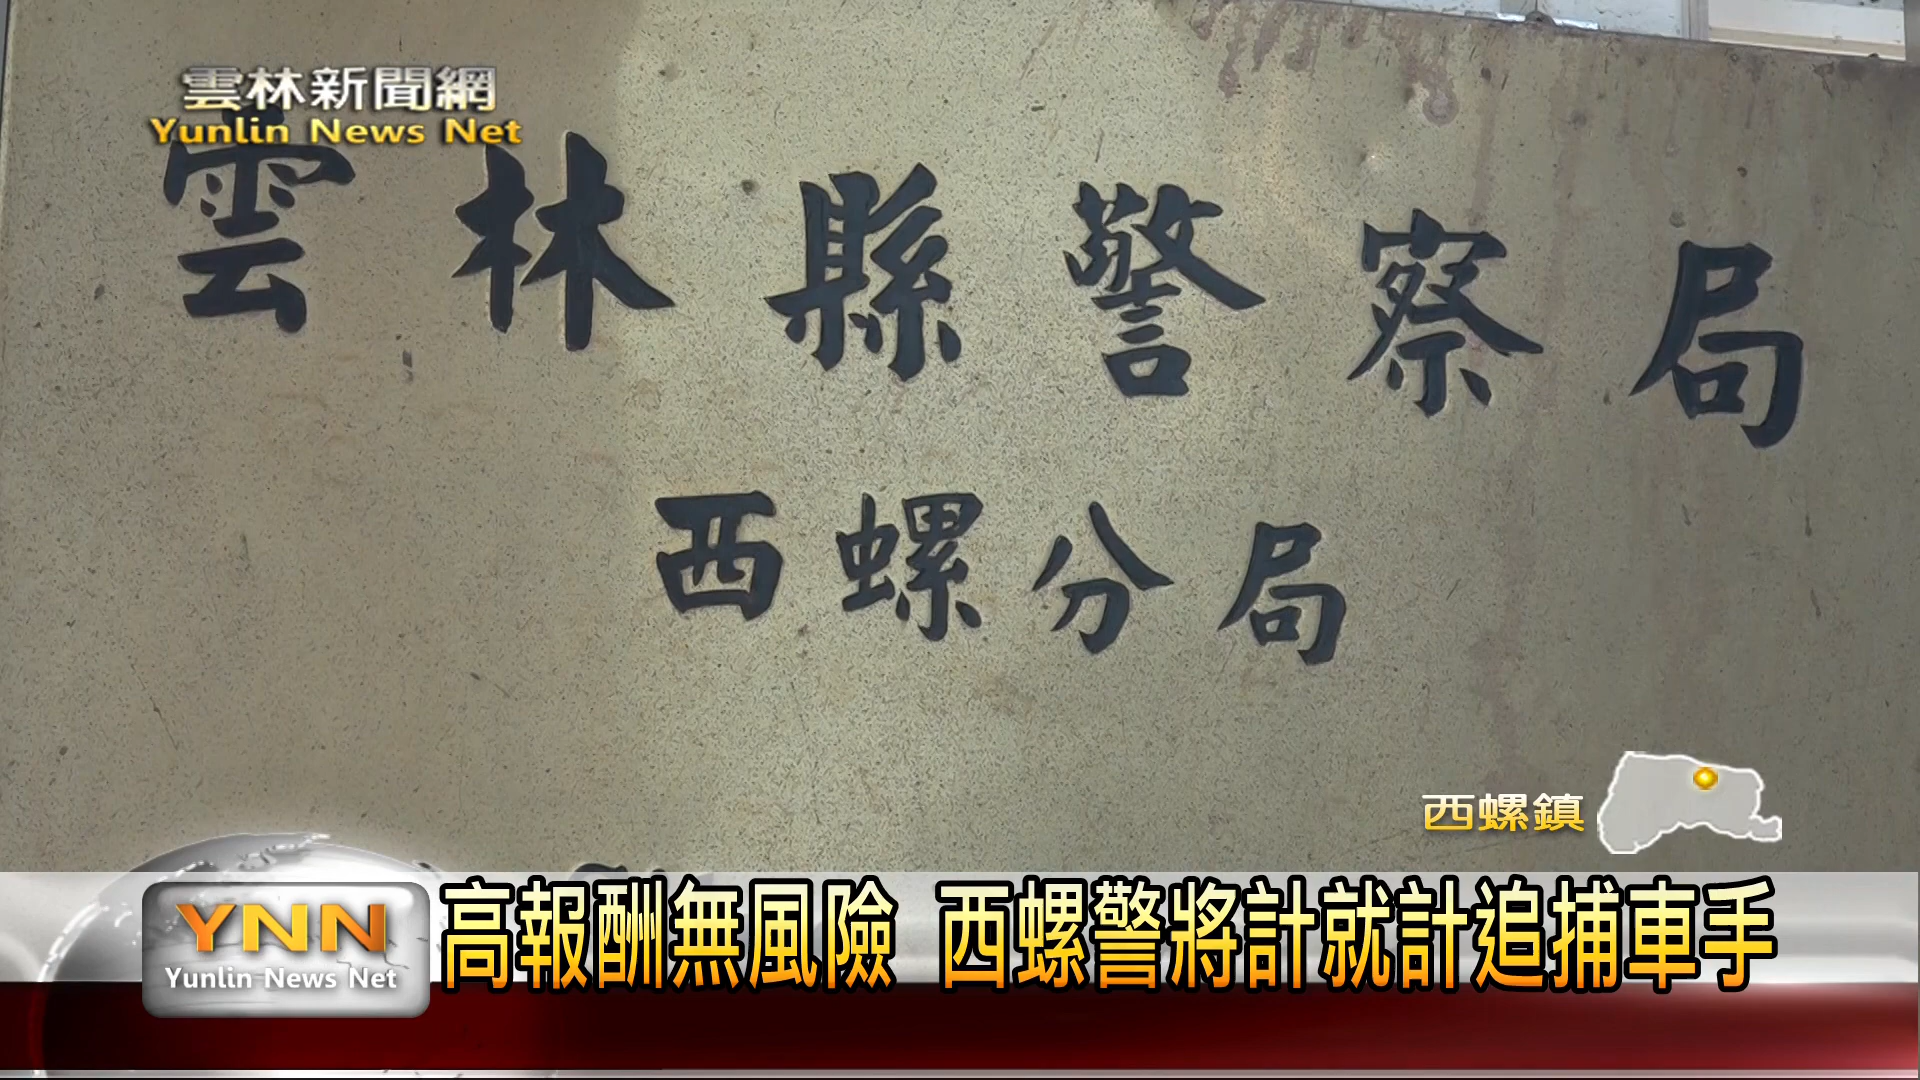 雲林新聞網
Yunlin News Net
雲林縣警察局
西螺分局
西螺鎮
YNN
Yunlin News Net
高報酬無風險 西螺警將計就計追捕車手